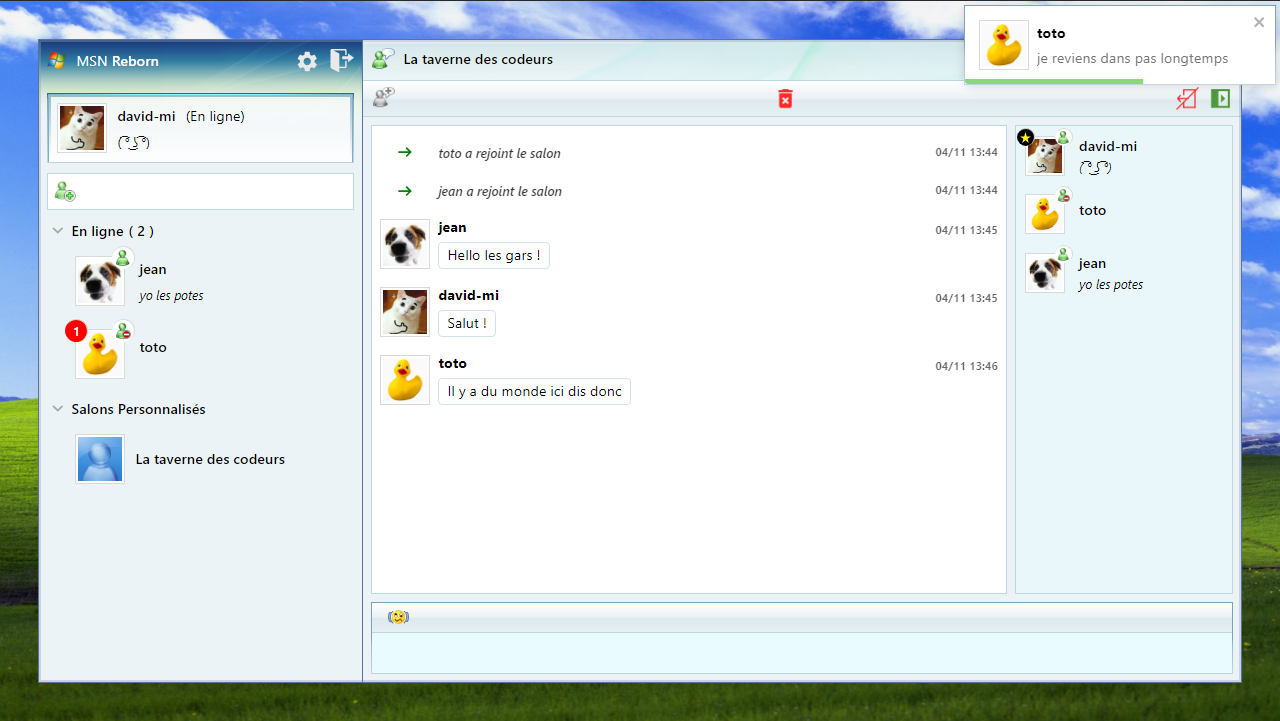 MSN Reborn
david-mi (En ligne)
( ͡° ͜ʖ ͡°)
En ligne ( 2 )
jean
yo les potes
1
toto
Salons Personnalisés
La taverne des codeurs
La taverne des codeurs
toto a rejoint le salon 04/11 13:44
jean a rejoint le salon 04/11 13:44
jean 04/11 13:45
Hello les gars !
david-mi 04/11 13:45
Salut !
toto 04/11 13:46
Il y a du monde ici dis donc
david-mi
( ͡° ͜ʖ ͡°)
toto
jean
yo les potes
toto
je reviens dans pas longtemps